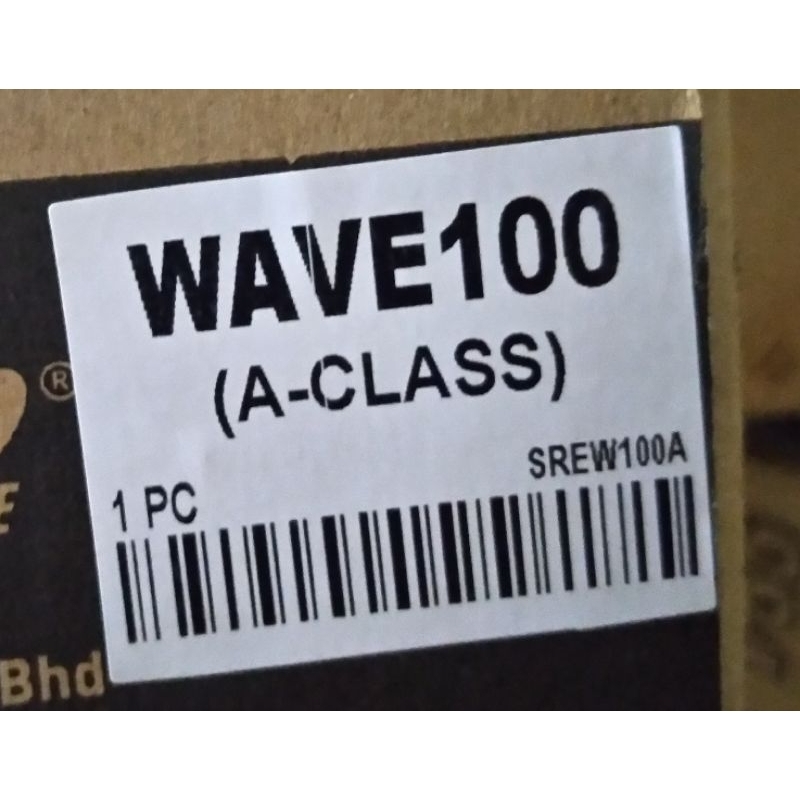 WAVE100
(A-CLASS)
SREW100A
1 PC
®
Bhd